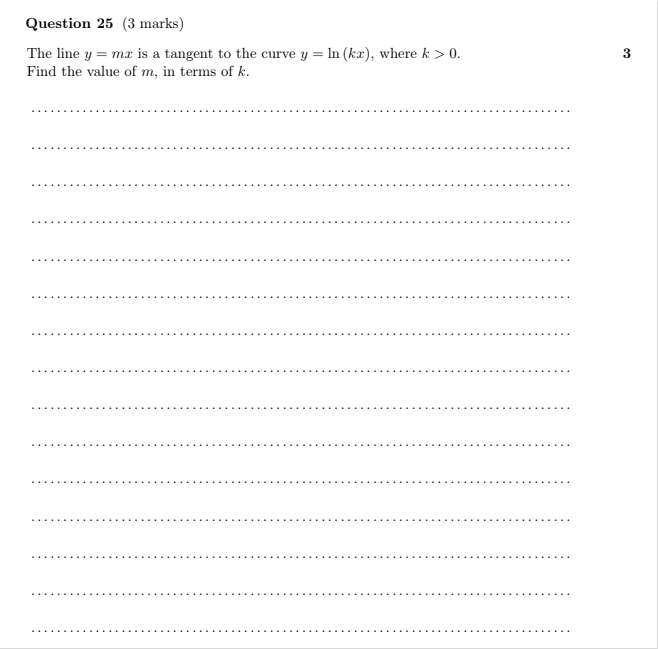 Question 25 (3 marks)
The line y = mx is a tangent to the curve y = ln (kx), where k > 0. 3
Find the value of m, in terms of k.